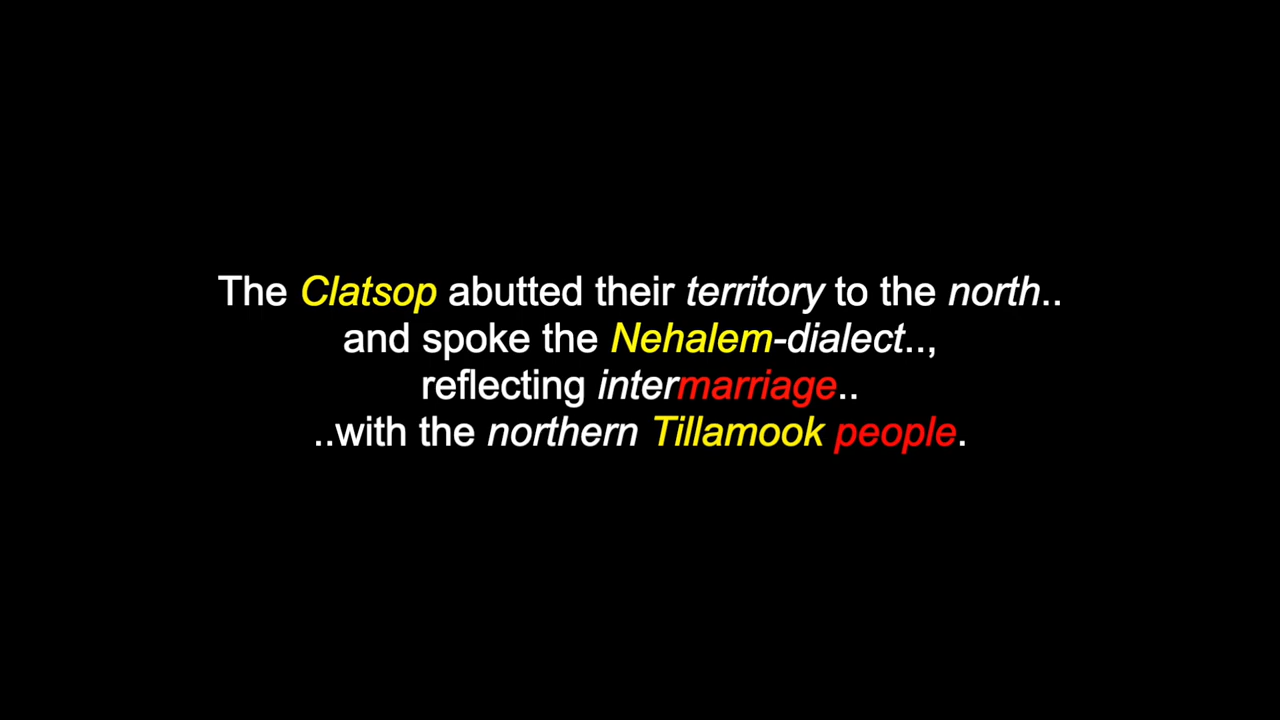 The Clatsop abutted their territory to the north..
and spoke the Nehalem-dialect..,
reflecting intermarriage..
..with the northern Tillamook people.